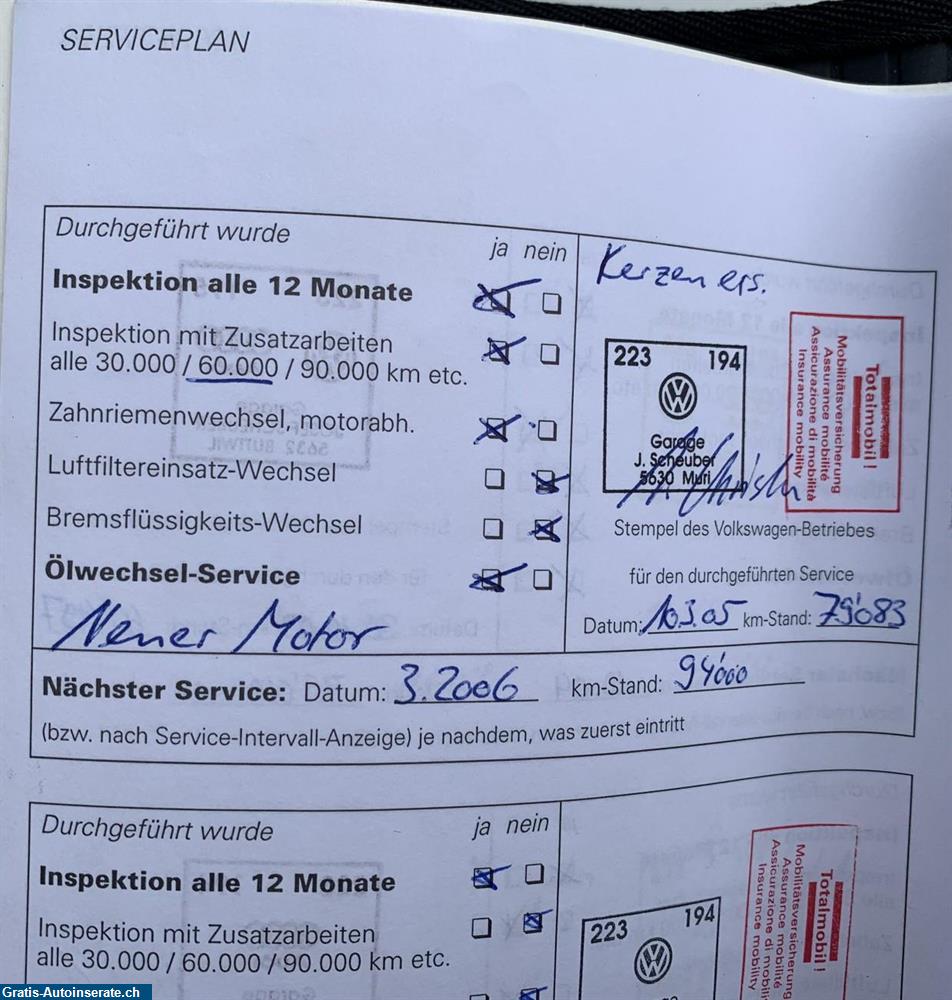 SERVICEPLAN
Durchgeführt wurde
ja nein
Inspektion alle 12 Monate
Inspektion mit Zusatzarbeiten
alle 30.000 / 60.000 / 90.000 km etc.
Zahnriemenwechsel, motorabh.
Luftfiltereinsatz-Wechsel
Bremsflüssigkeits-Wechsel
Ölwechsel-Service
Neuer Motor
Kerzen ers.
223 194
Garage
J. Scheuber
5630 Muri
Totalmobil!
Mobilitätsversicherung
Assurance mobilité
Assicurazione di mobilità
Insurance mobility
Stempel des Volkswagen-Betriebes
für den durchgeführten Service
Datum: 10.3.05 km-Stand: 79'083
Nächster Service: Datum: 3.2006 km-Stand: 94'000
(bzw. nach Service-Intervall-Anzeige) je nachdem, was zuerst eintritt
Durchgeführt wurde
ja nein
Inspektion alle 12 Monate
Inspektion mit Zusatzarbeiten
alle 30.000 / 60.000 / 90.000 km etc.
223 194
Totalmobil!
Mobilitätsversicherung
Assurance mobilité
Assicurazione di mobili
Insurance mobility
Gratis-Autoinserate.ch